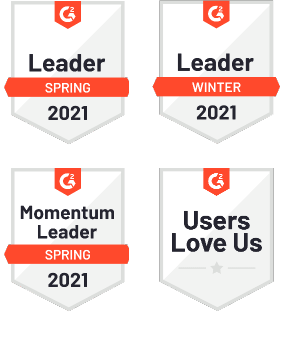 G2
Leader
SPRING
2021
G2
Leader
WINTER
2021
G2
Momentum
Leader
SPRING
2021
G2
Users
Love Us